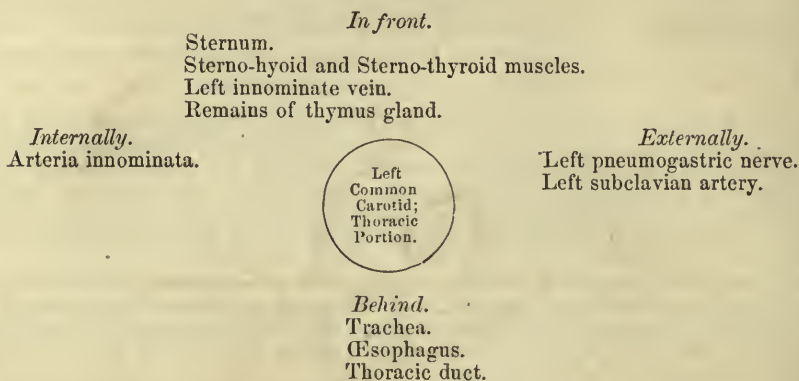 In front.
Sternum.
Sterno-hyoid and Sterno-thyroid muscles.
Left innominate vein.
Remains of thymus gland.
Internally.
Arteria innominata.
Externally.
Left pneumogastric nerve.
Left subclavian artery.
Left
Common
Carotid;
Thoracic
Portion.
Behind.
Trachea.
Œsophagus.
Thoracic duct.